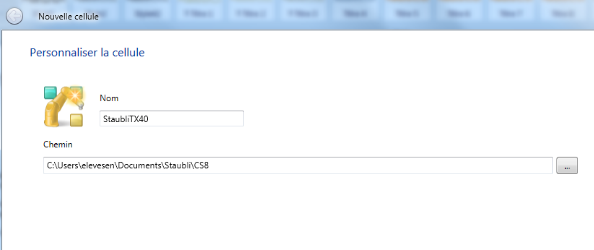 Nouvelle cellule
Personnaliser la cellule
Nom
StaubliTX40
Chemin
C:\Users\elevesen\Documents\Staubli\CS8
...